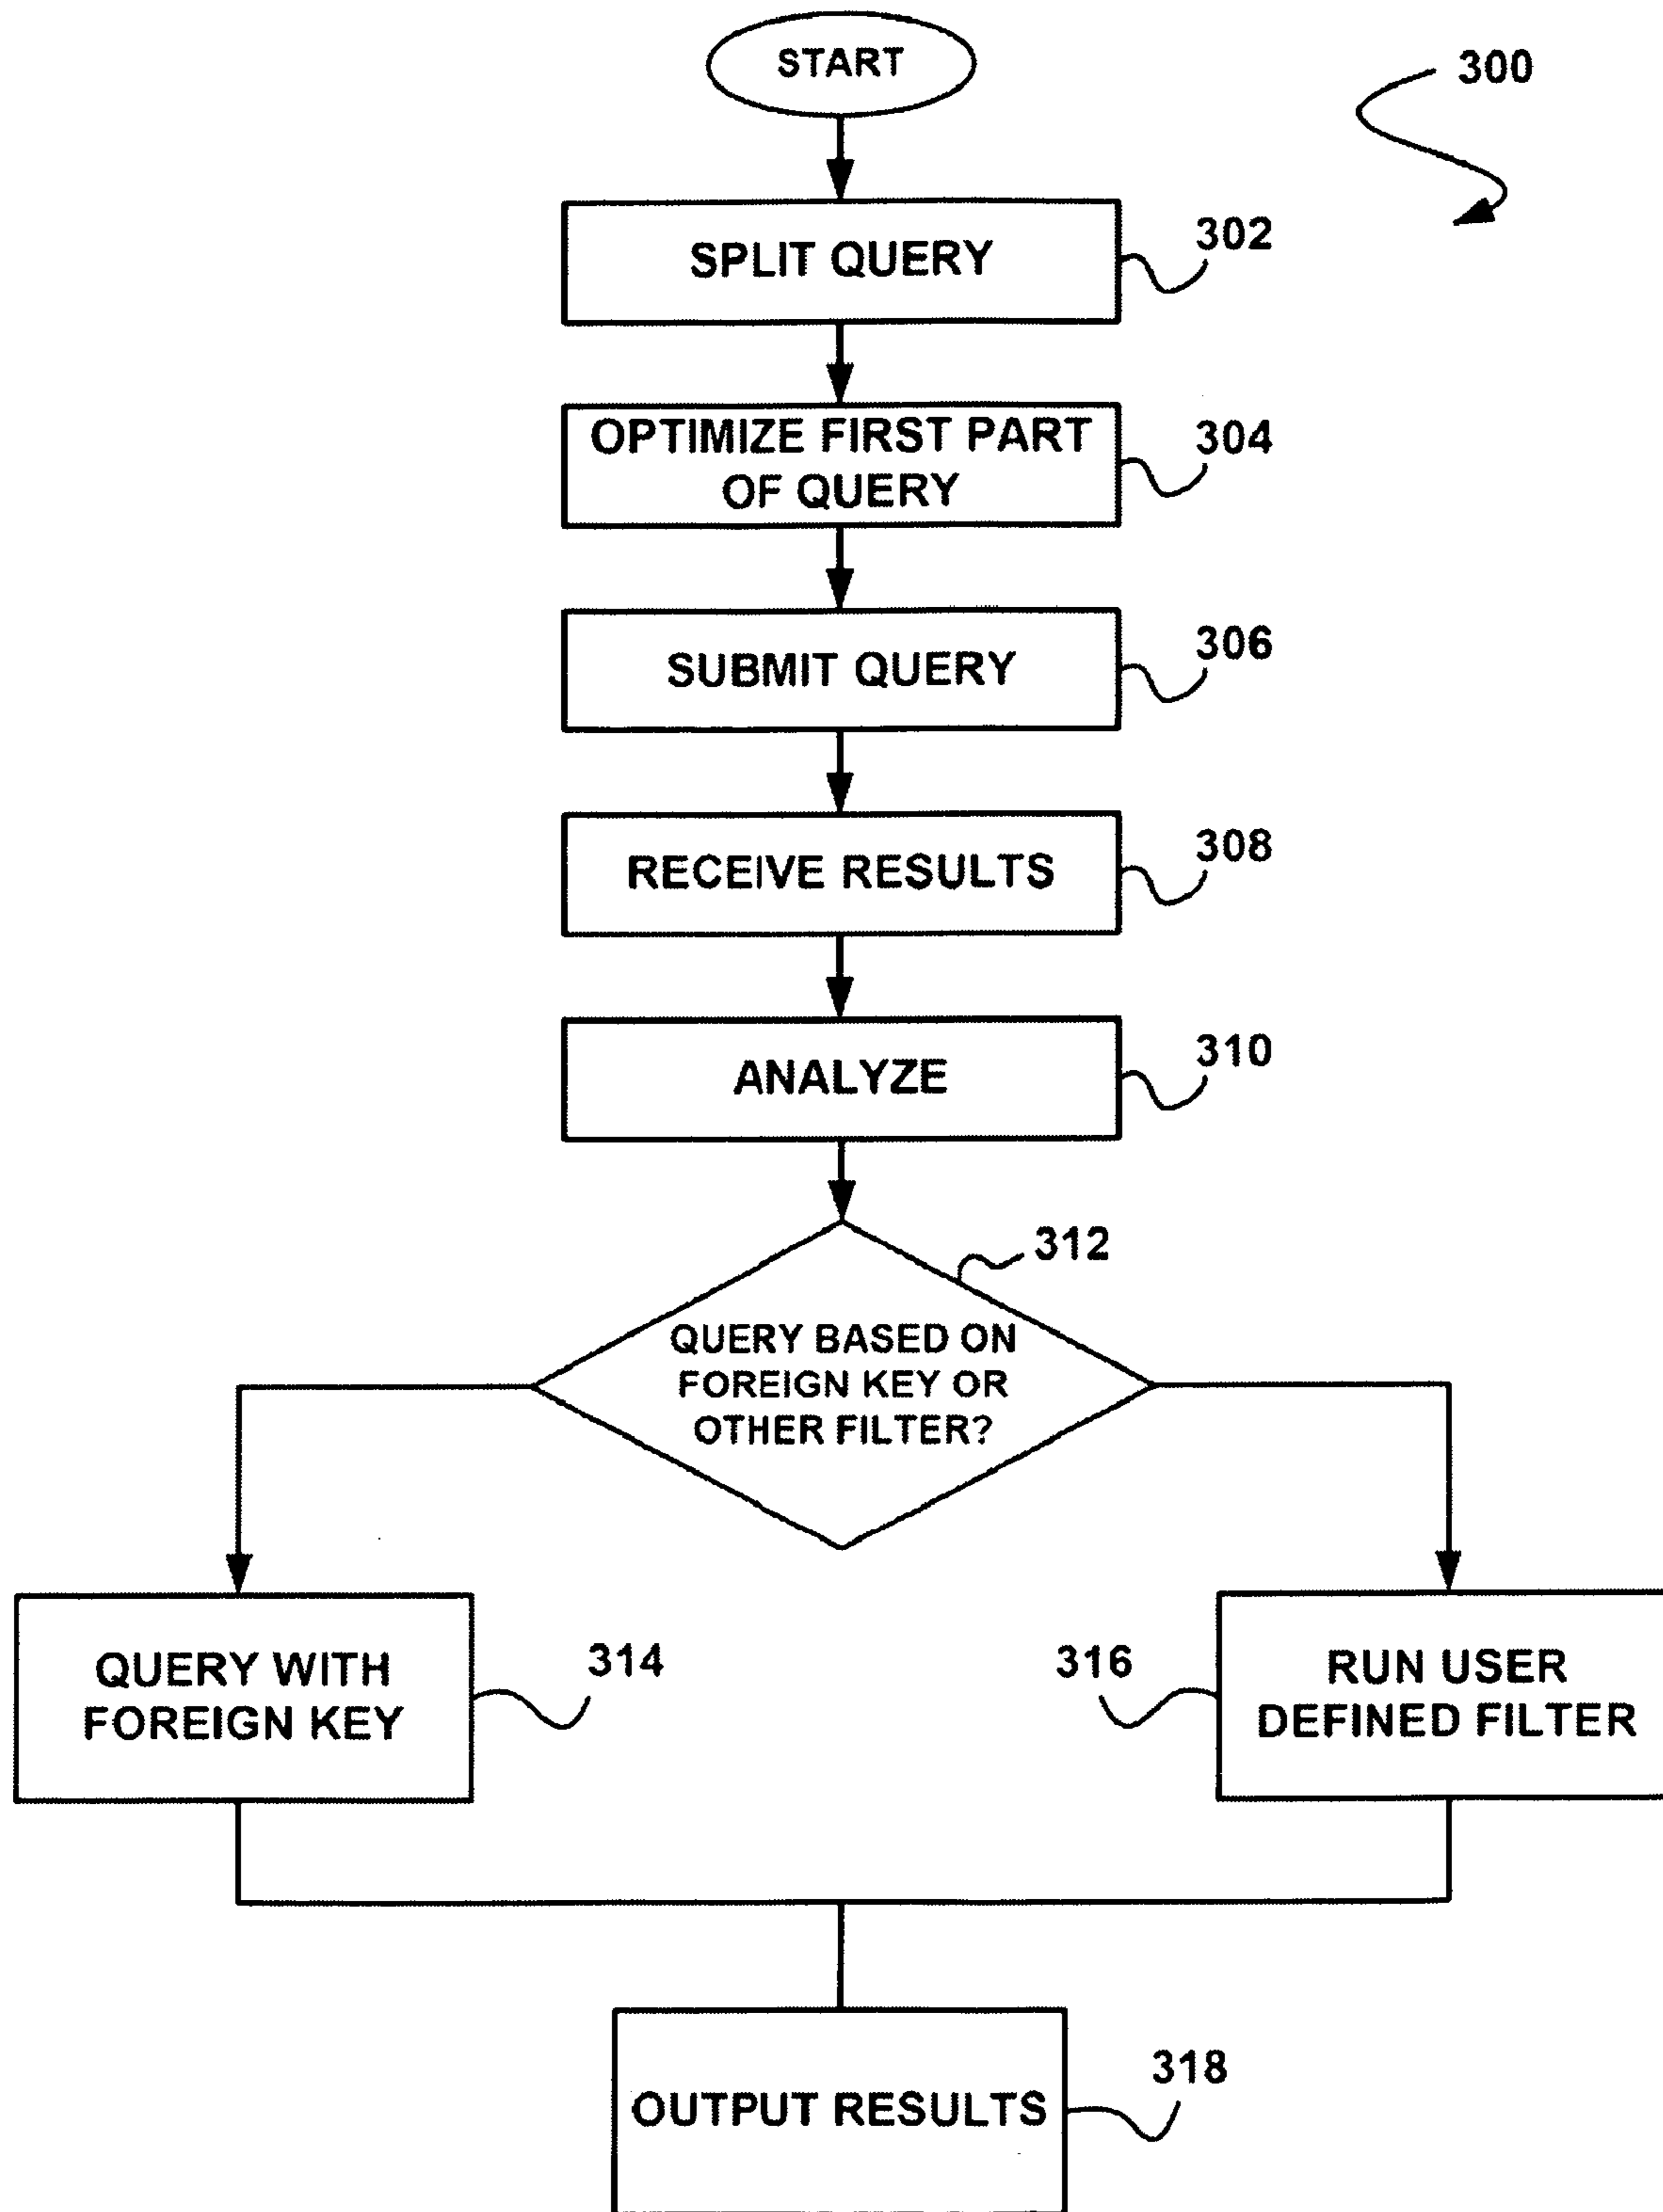 START
300
SPLIT QUERY
302
OPTIMIZE FIRST PART
OF QUERY
304
SUBMIT QUERY
306
RECEIVE RESULTS
308
ANALYZE
310
312
QUERY BASED ON
FOREIGN KEY OR
OTHER FILTER?
QUERY WITH
FOREIGN KEY
314
316
RUN USER
DEFINED FILTER
OUTPUT RESULTS
318